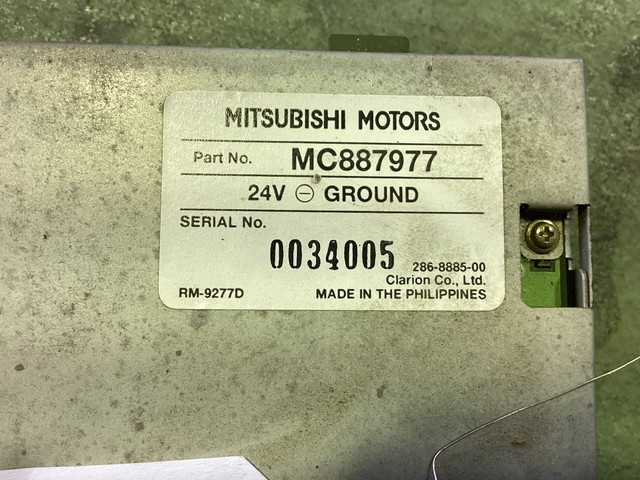 MITSUBISHI MOTORS
Part No. MC887977
24V ⊖ GROUND
SERIAL No.
0034005
286-8885-00
Clarion Co., Ltd.
RM-9277D MADE IN THE PHILIPPINES